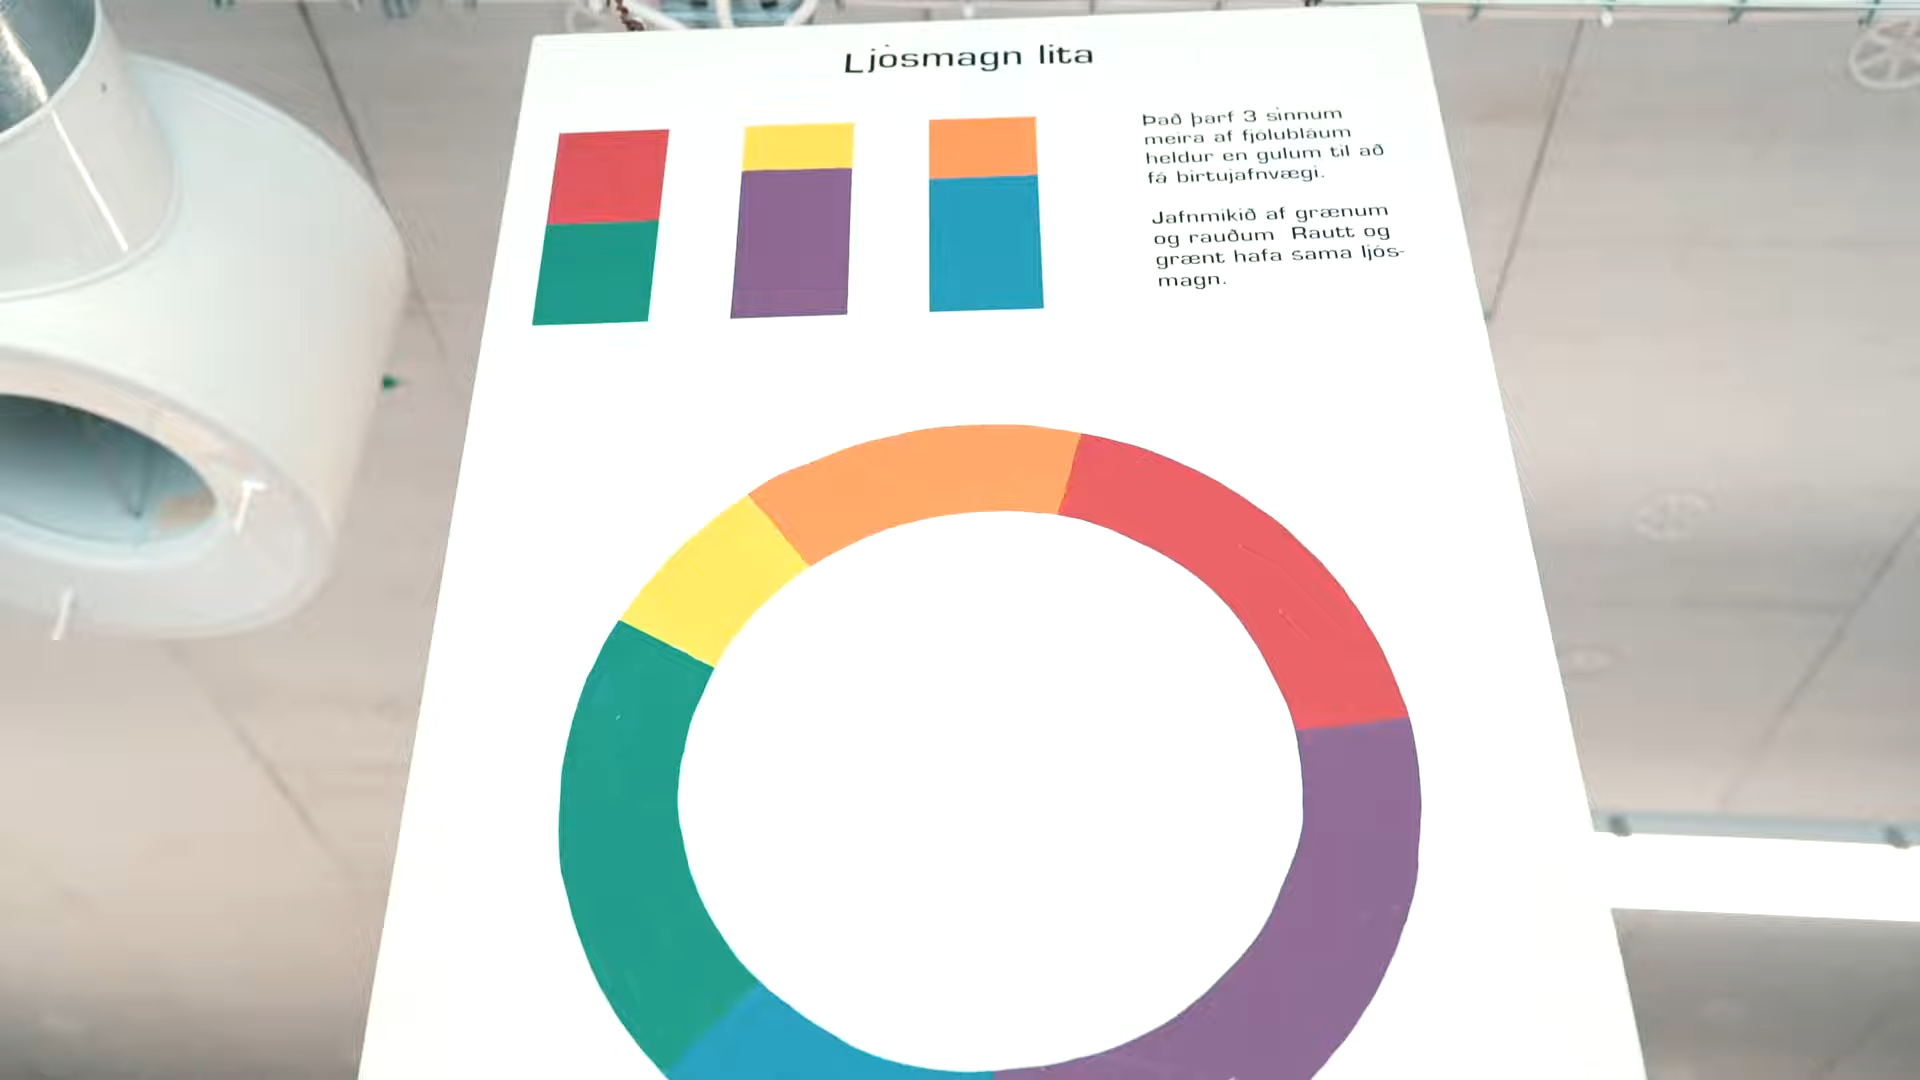 Ljósmagn lita
Það þarf 3 sinnum
meira af fjólubláum
heldur en gulum til að
fá birtujafnvægi.
Jafnmikið af grænum
og rauðum Rautt og
grænt hafa sama ljós-
magn.